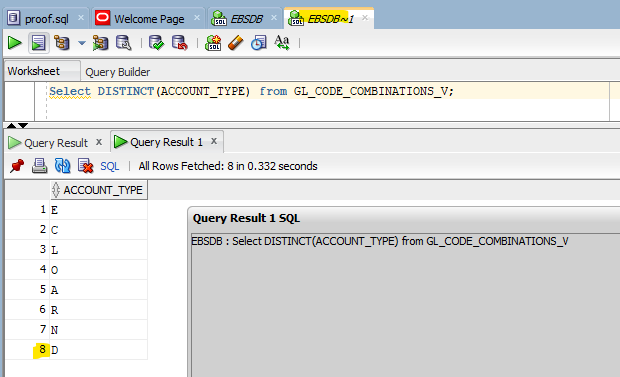 proof.sql Welcome Page EBSDB EBSDB~1
Worksheet Query Builder
Select DISTINCT(ACCOUNT_TYPE) from GL_CODE_COMBINATIONS_V;
Query Result x Query Result 1 x
SQL | All Rows Fetched: 8 in 0.332 seconds
ACCOUNT_TYPE
1 E
2 C
3 L
4 O
5 A
6 R
7 N
8 D
Query Result 1 SQL
EBSDB : Select DISTINCT(ACCOUNT_TYPE) from GL_CODE_COMBINATIONS_V